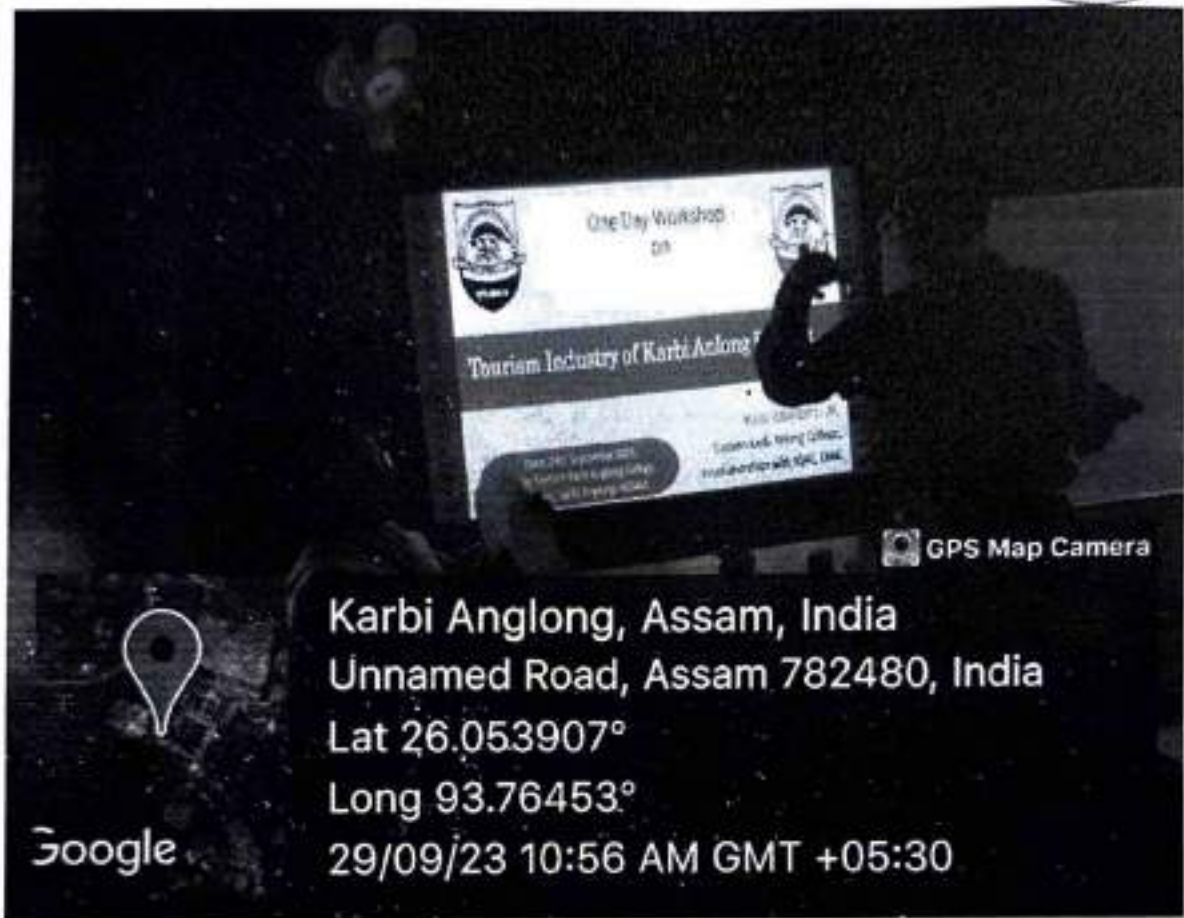 One Day Workshop
on
Tourism Industry of Karbi Anlong
GPS Map Camera
Karbi Anglong, Assam, India
Unnamed Road, Assam 782480, India
Lat 26.053907°
Long 93.76453°
29/09/23 10:56 AM GMT +05:30
Google